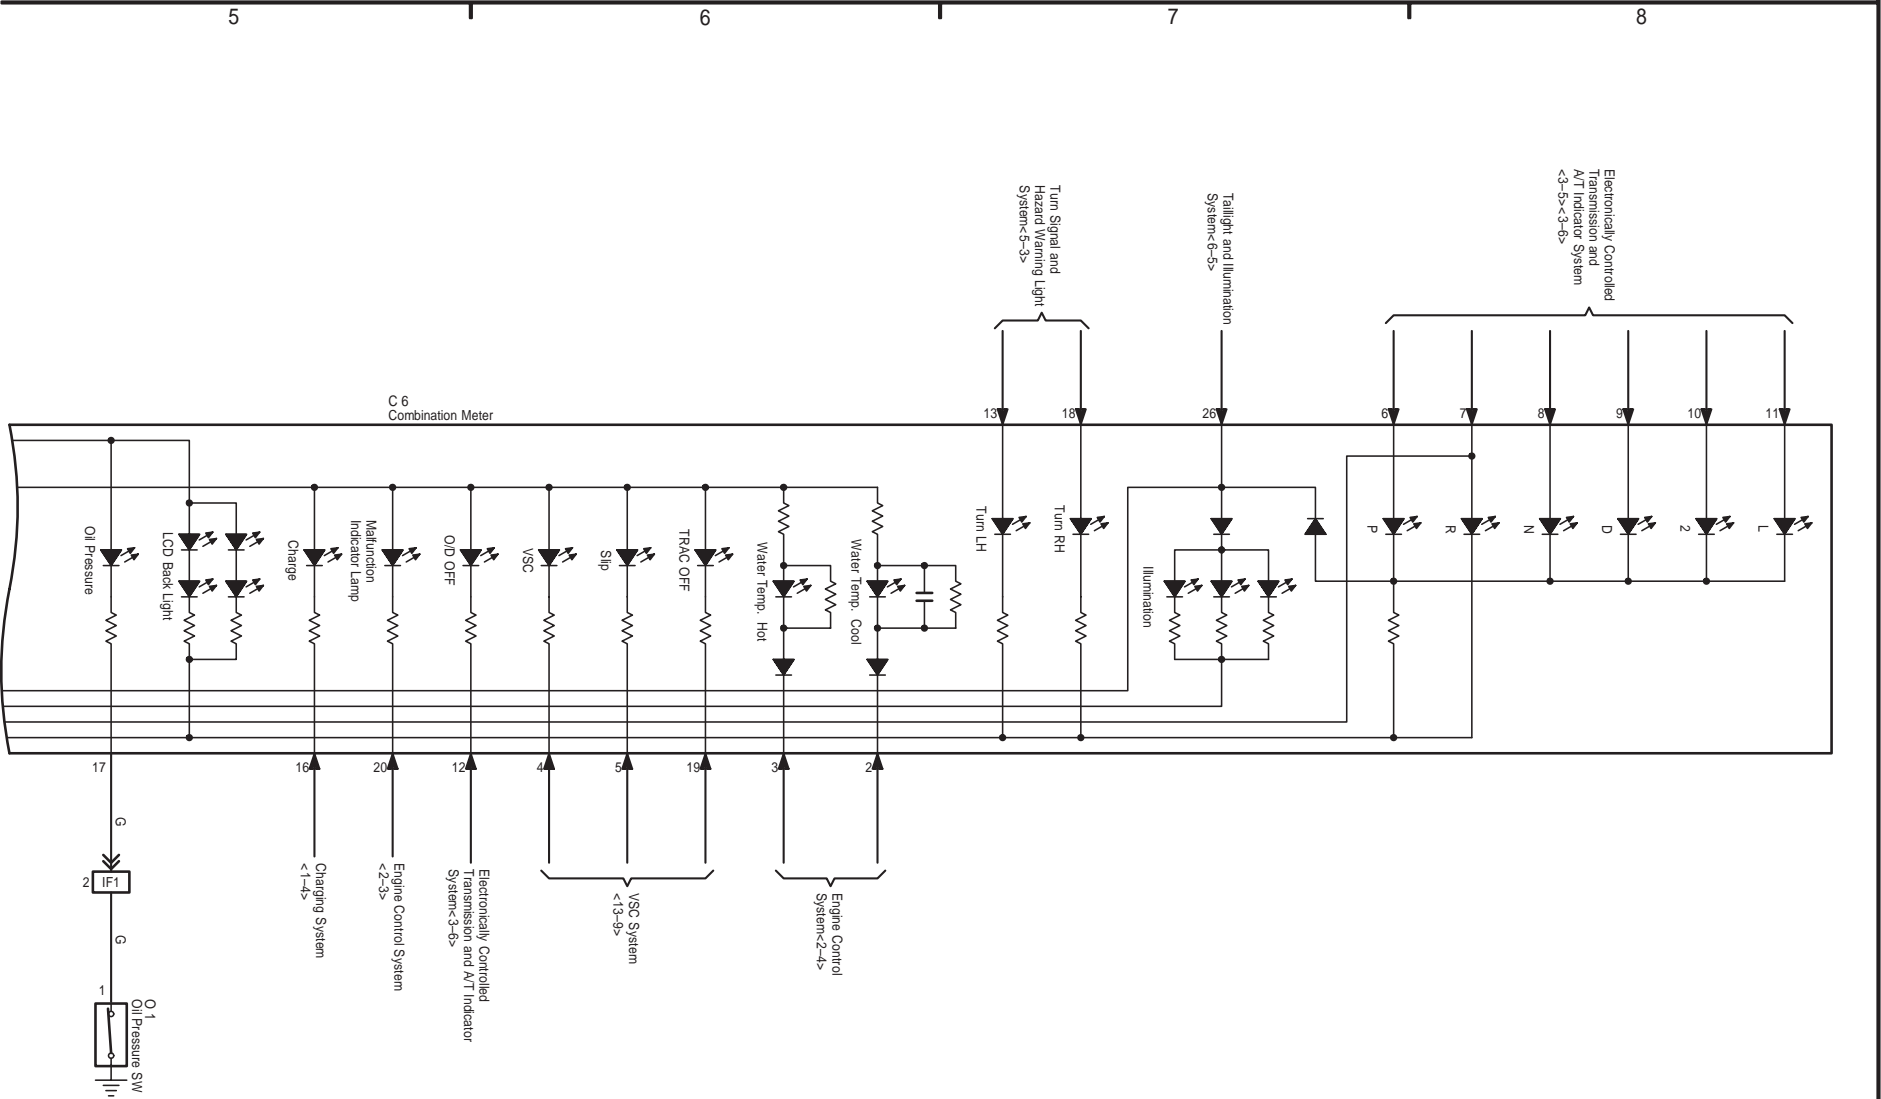 5
6
7
8
Electronically Controlled
Transmission and
A/T Indicator System
<3–5><3–6>
Taillight and Illumination
System<6–5>
Turn Signal and
Hazard Warning Light
System<5–3>
C 6
Combination Meter
13
18
26
6
7
8
9
10
11
Oil Pressure
LCD Back Light
Charge
Malfunction
Indicator Lamp
O/D OFF
VSC
Slip
TRAC OFF
Water Temp. Hot
Water Temp. Cool
Turn LH
Turn RH
Illumination
P
R
N
D
2
L
17
16
20
12
4
5
19
3
2
G
2
IF1
G
1
O 1
Oil Pressure SW
Charging System
<1–4>
Engine Control System
<2–3>
Electronically Controlled
Transmission and A/T Indicator
System<3–6>
VSC System
<13–9>
Engine Control
System<2–4>